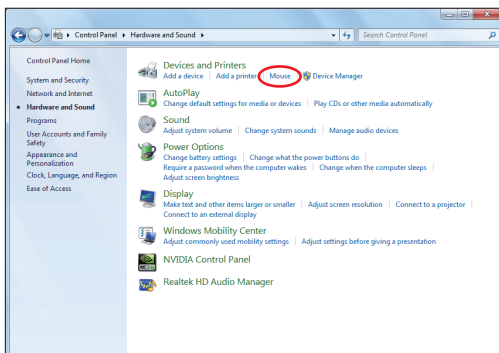 Control Panel ▸ Hardware and Sound ▸
Search Control Panel
Control Panel Home
System and Security
Network and Internet
Hardware and Sound
Programs
User Accounts and Family
Safety
Appearance and
Personalization
Clock, Language, and Region
Ease of Access
Devices and Printers
Add a device | Add a printer | Mouse | Device Manager
AutoPlay
Change default settings for media or devices | Play CDs or other media automatically
Sound
Adjust system volume | Change system sounds | Manage audio devices
Power Options
Change battery settings | Change what the power buttons do |
Require a password when the computer wakes | Change when the computer sleeps |
Adjust screen brightness
Display
Make text and other items larger or smaller | Adjust screen resolution | Connect to a projector |
Connect to an external display
Windows Mobility Center
Adjust commonly used mobility settings | Adjust settings before giving a presentation
NVIDIA Control Panel
Realtek HD Audio Manager